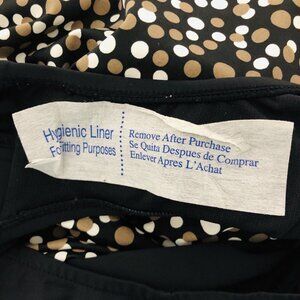 Hygienic Liner
For Fitting Purposes
Remove After Purchase
Se Quita Despues de Comprar
Enlever Apres L'Achat